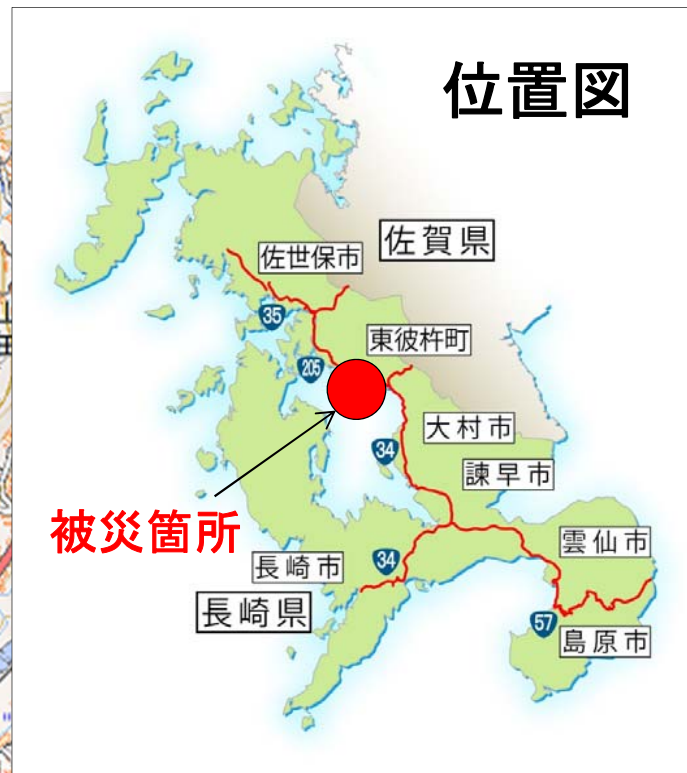 位置図
佐賀県
佐世保市
35
東彼杵町
205
大村市
34
諫早市
被災箇所
雲仙市
長崎市
34
長崎県
57
島原市